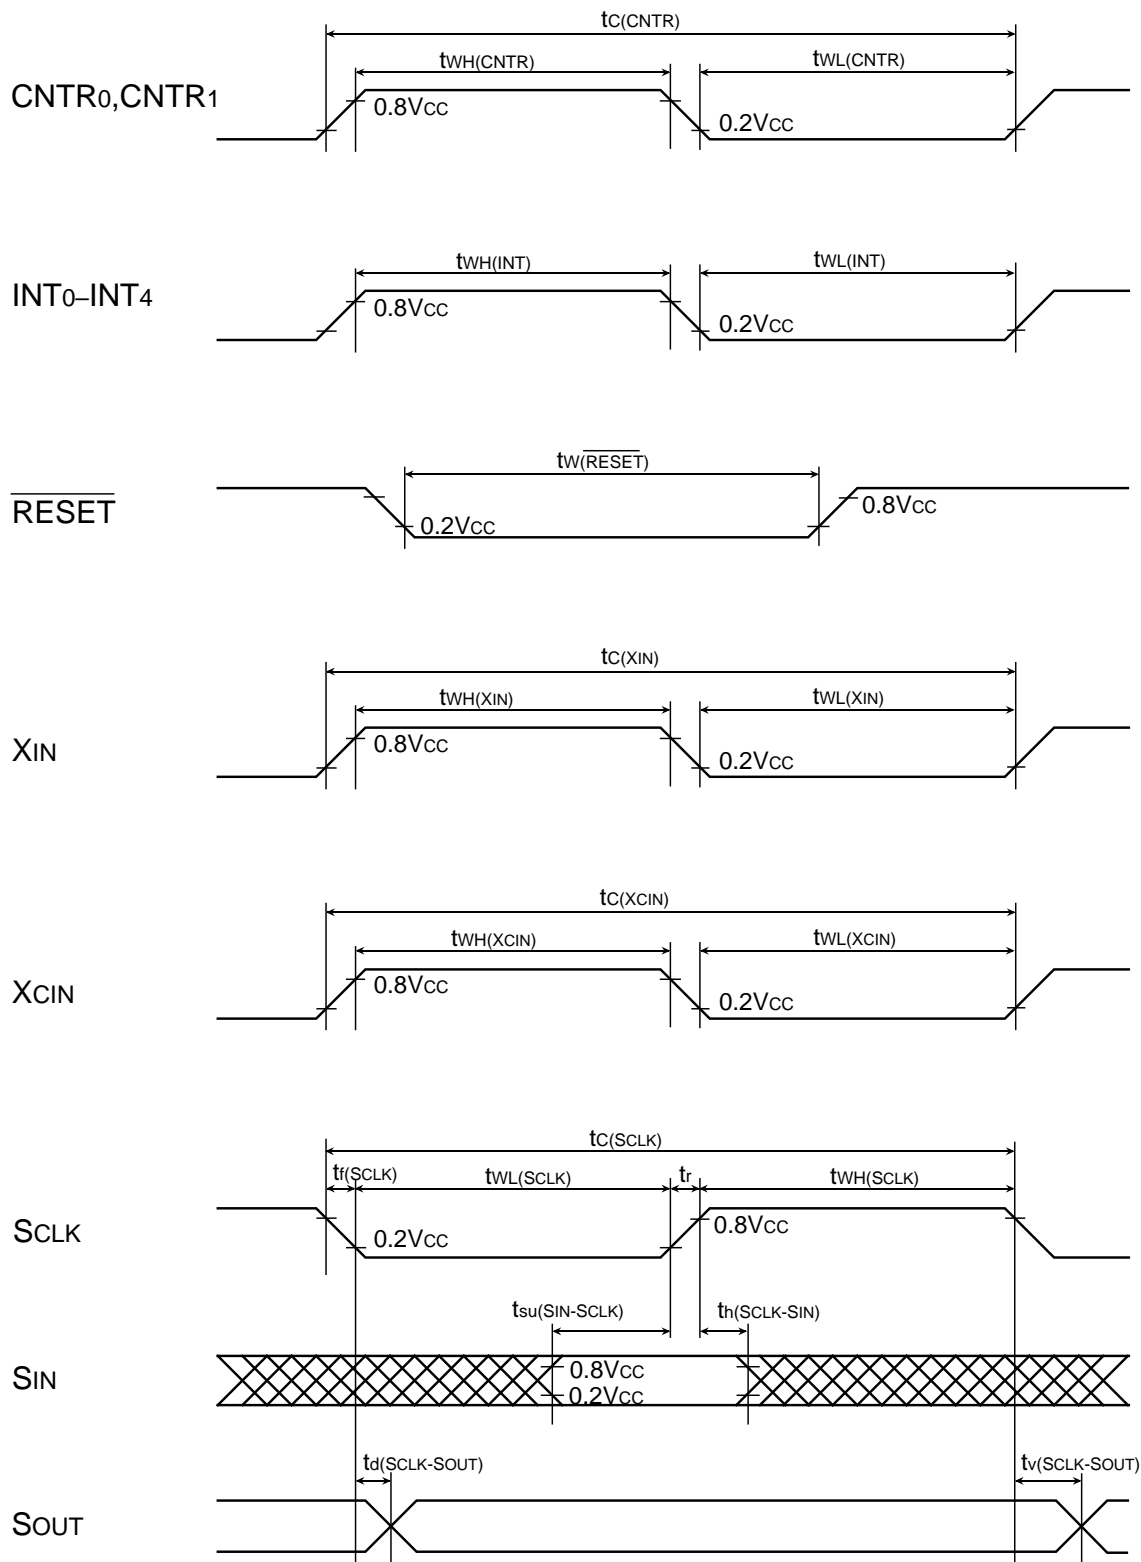 tC(CNTR)
tWH(CNTR) tWL(CNTR)
CNTR0,CNTR1
0.8VCC 0.2VCC
tWH(INT) tWL(INT)
INT0–INT4
0.8VCC 0.2VCC
tW(RESET)
RESET
0.2VCC 0.8VCC
tC(XIN)
tWH(XIN) tWL(XIN)
XIN
0.8VCC 0.2VCC
tC(XCIN)
tWH(XCIN) tWL(XCIN)
XCIN
0.8VCC 0.2VCC
tC(SCLK)
tf(SCLK) tWL(SCLK) tr tWH(SCLK)
SCLK
0.2VCC 0.8VCC
tsu(SIN-SCLK) th(SCLK-SIN)
SIN
0.8VCC
0.2VCC
td(SCLK-SOUT) tv(SCLK-SOUT)
SOUT